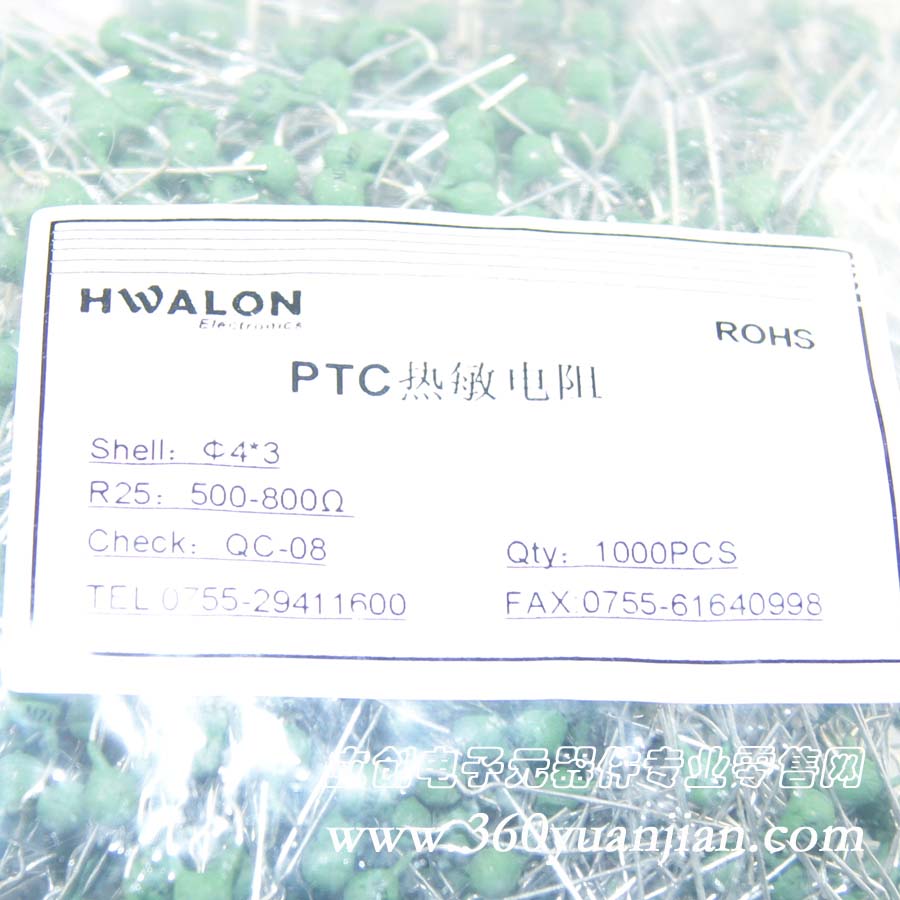 HWALON
Electronics
ROHS
PTC热敏电阻
Shell: ¢4*3
R25: 500-800Ω
Check: QC-08
Qty: 1000PCS
TEL:0755-29411600
FAX:0755-61640998
创电子元器件专业零售网
www.360yuanjian.com